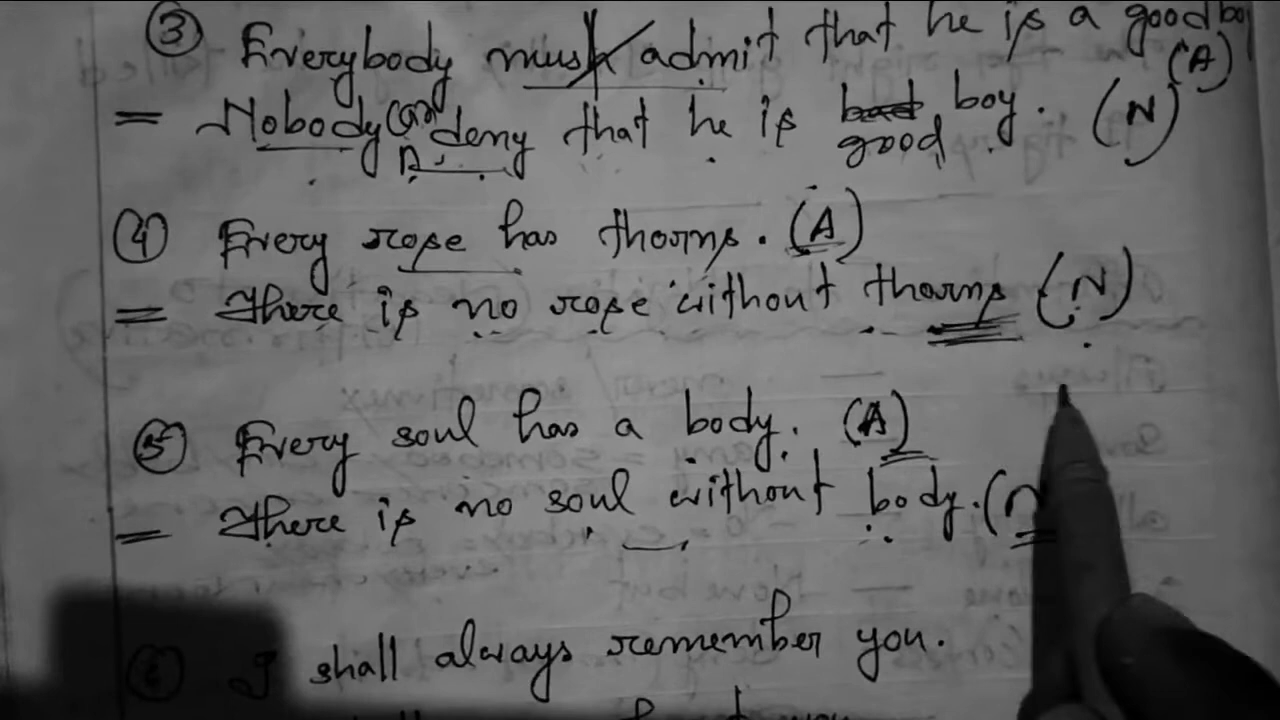 ③ Everybody must admit that he is a good boy
(A)
= Nobody can deny that he is bad boy. (N)
good
④ Every rose has thorns. (A)
= There is no rose without thorns (N)
⑤ Every soul has a body. (A)
= There is no soul without body. (N
⑥ I shall always remember you.